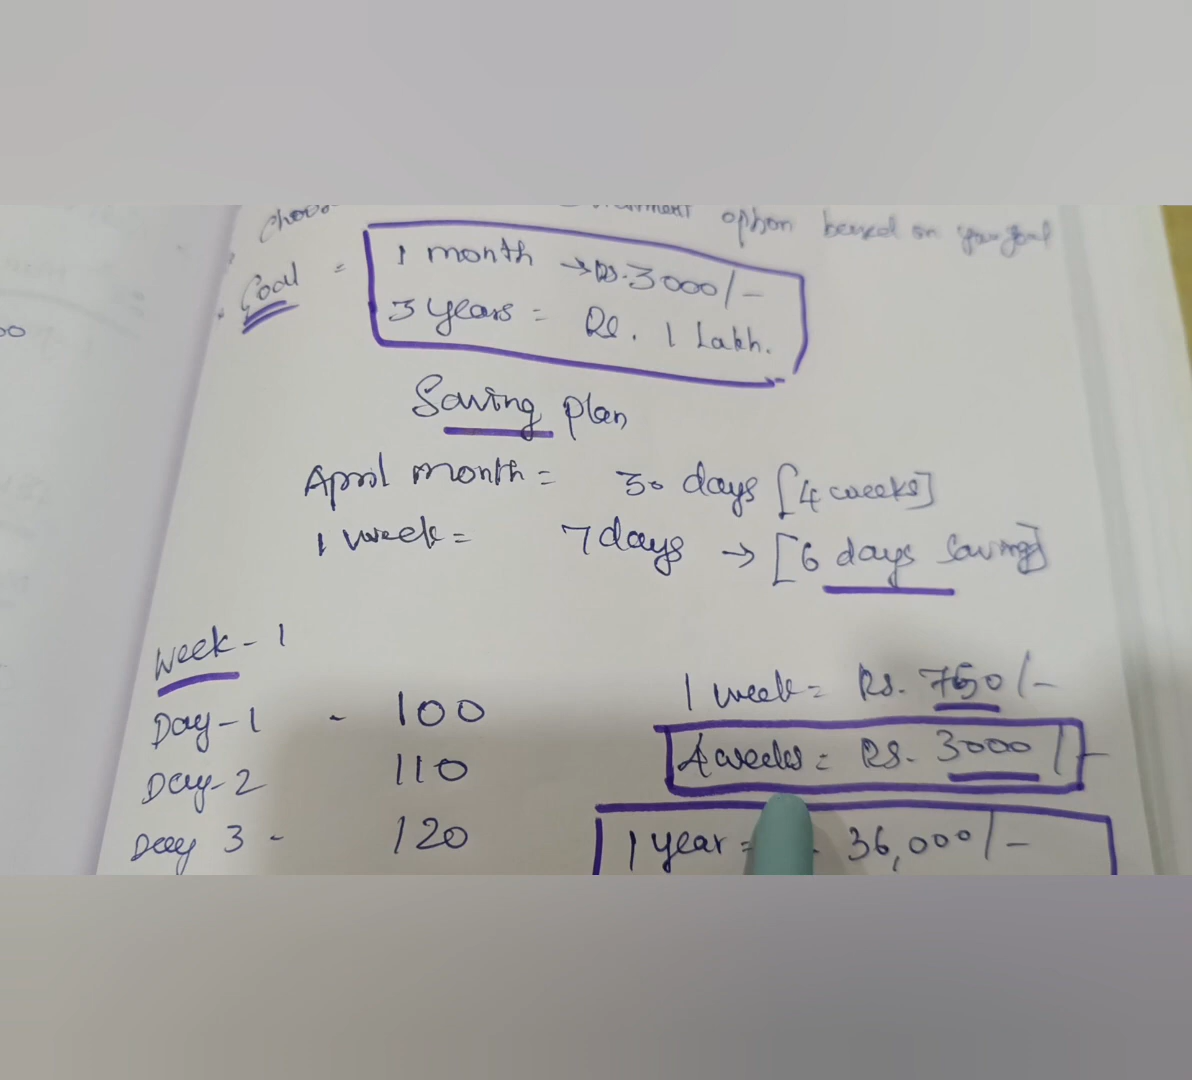 option based on your goal
Goal = 1 month → Rs. 3000/-
3 years = Rs. 1 Lakh.
Saving plan
April month = 30 days [4 weeks]
1 week = 7 days → [6 days saving]
Week - 1
1 week = Rs. 750/-
Day - 1 - 100
4 weeks = Rs. 3000/-
Day - 2 110
Day 3 - 120
1 year = 36,000/-